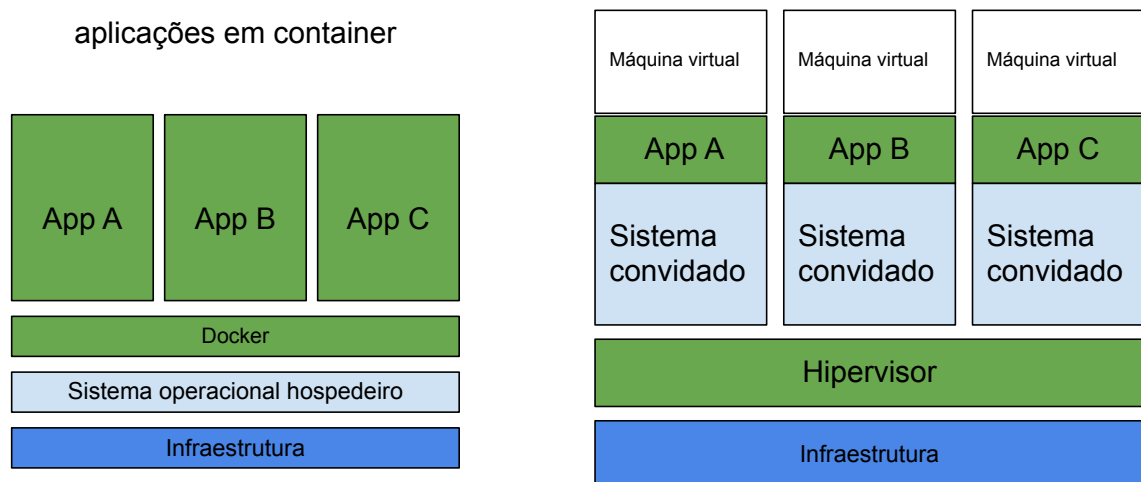 aplicações em container
App A
App B
App C
Docker
Sistema operacional hospedeiro
Infraestrutura
Máquina virtual
Máquina virtual
Máquina virtual
App A
App B
App C
Sistema
convidado
Sistema
convidado
Sistema
convidado
Hipervisor
Infraestrutura